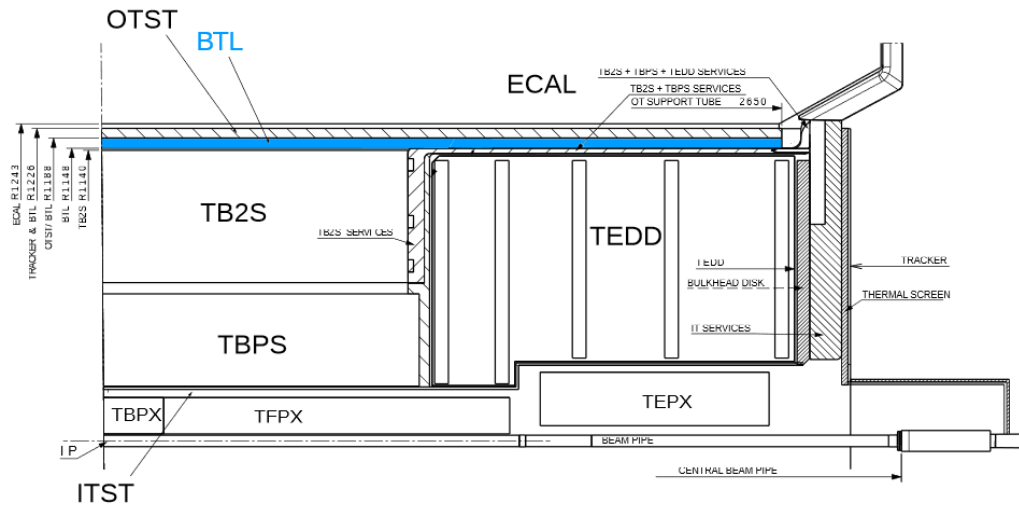 OTST
BTL
ECAL
TB2S + TBPS + TEDD SERVICES
TB2S + TBPS SERVICES
OT SUPPORT TUBE 2650
ECAL R1243
TRACKER & BTL R1226
OTST/BTL R1188
BTL R1148
TB2S R1140
TB2S
TB2S SERVICES
TEDD
TEDD
BULKHEAD DISK
TRACKER
THERMAL SCREEN
IT SERVICES
TBPS
TBPX
TFPX
TEPX
IP
BEAM PIPE
CENTRAL BEAM PIPE
ITST